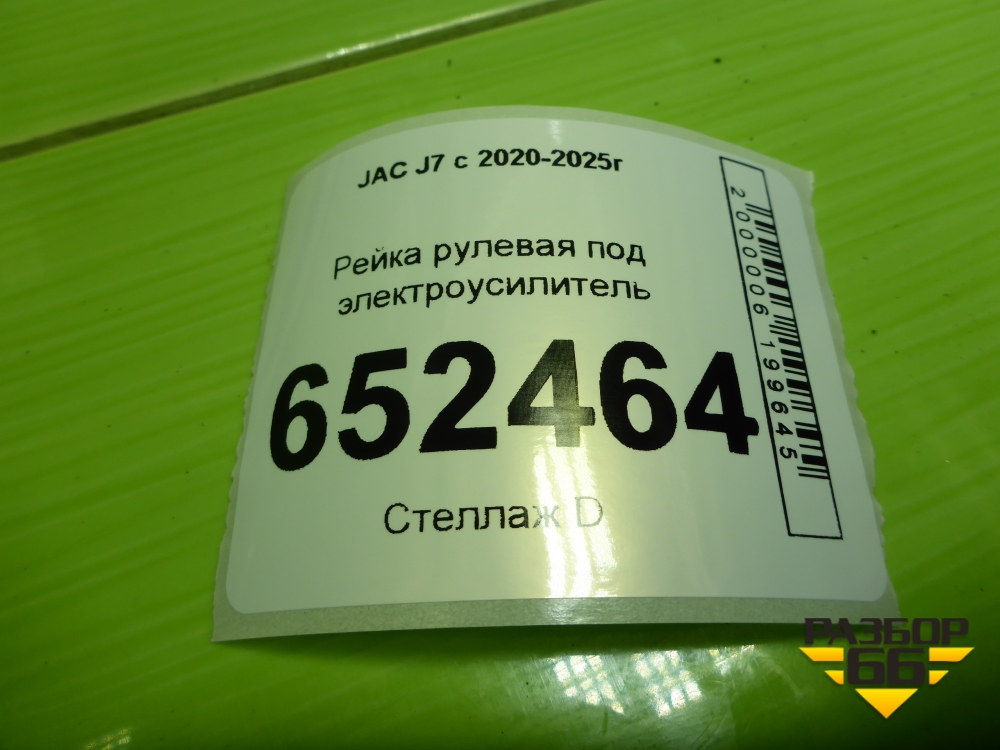 JAC J7 с 2020-2025г
Рейка рулевая под
электроусилитель
652464
Стеллаж D
2000006199645
РАЗБОР
66